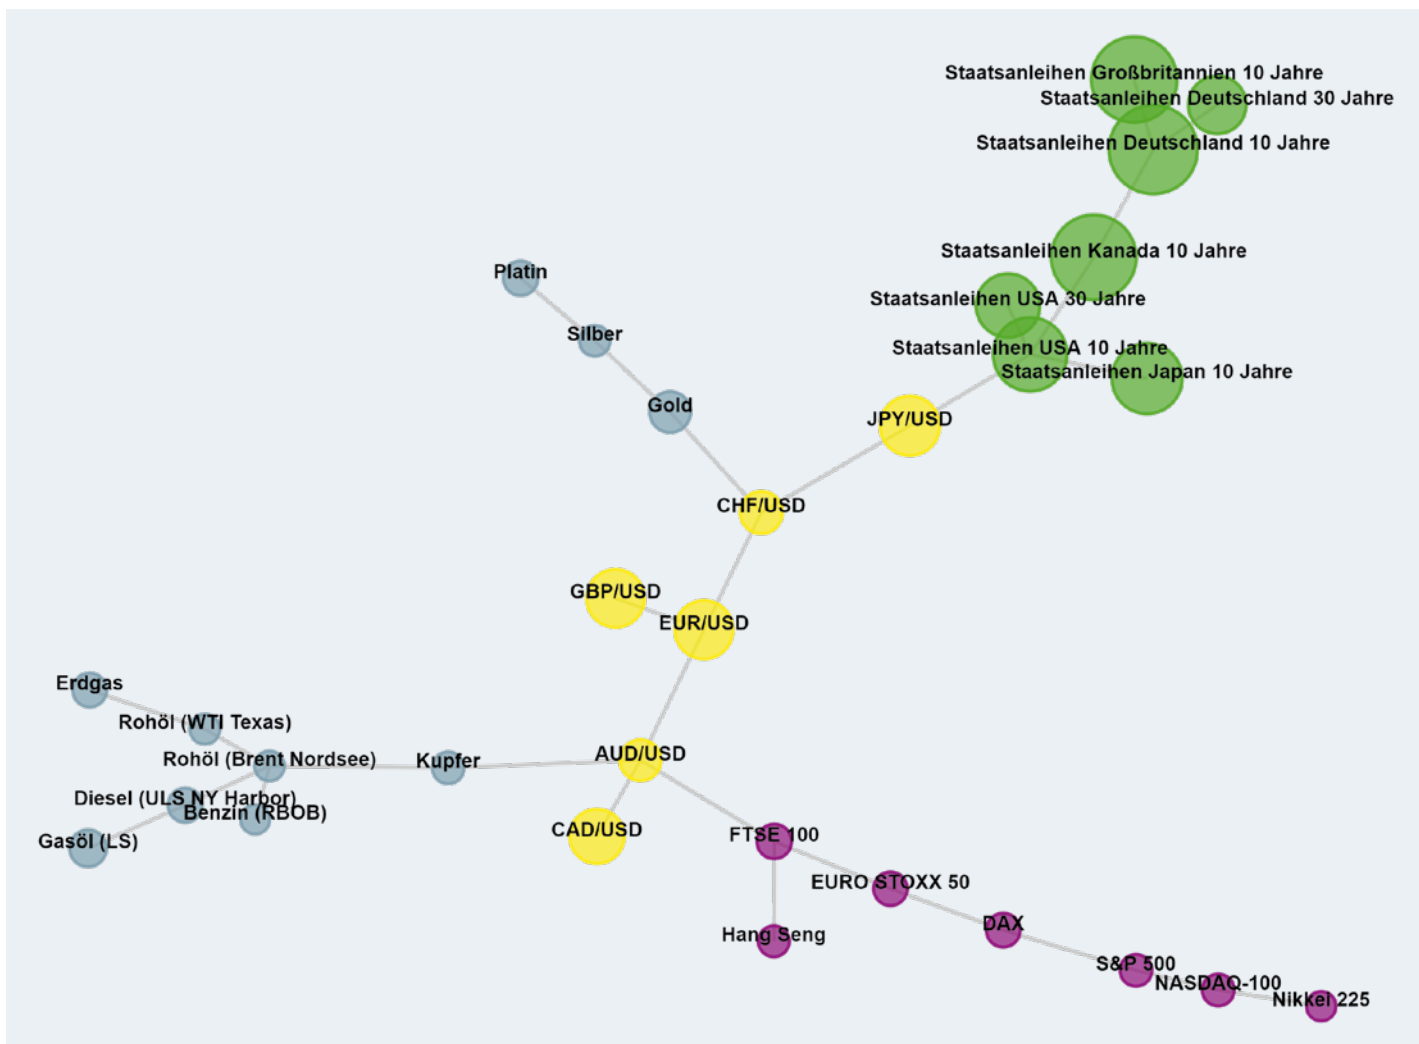 Staatsanleihen Großbritannien 10 Jahre
Staatsanleihen Deutschland 30 Jahre
Staatsanleihen Deutschland 10 Jahre
Staatsanleihen Kanada 10 Jahre
Platin
Staatsanleihen USA 30 Jahre
Silber
Staatsanleihen USA 10 Jahre
Staatsanleihen Japan 10 Jahre
Gold
JPY/USD
CHF/USD
GBP/USD
EUR/USD
Erdgas
Rohöl (WTI Texas)
Rohöl (Brent Nordsee)
Kupfer
AUD/USD
Diesel (ULS NY Harbor)
Benzin (RBOB)
Gasöl (LS)
CAD/USD
FTSE 100
EURO STOXX 50
DAX
Hang Seng
S&P 500
NASDAQ-100
Nikkei 225